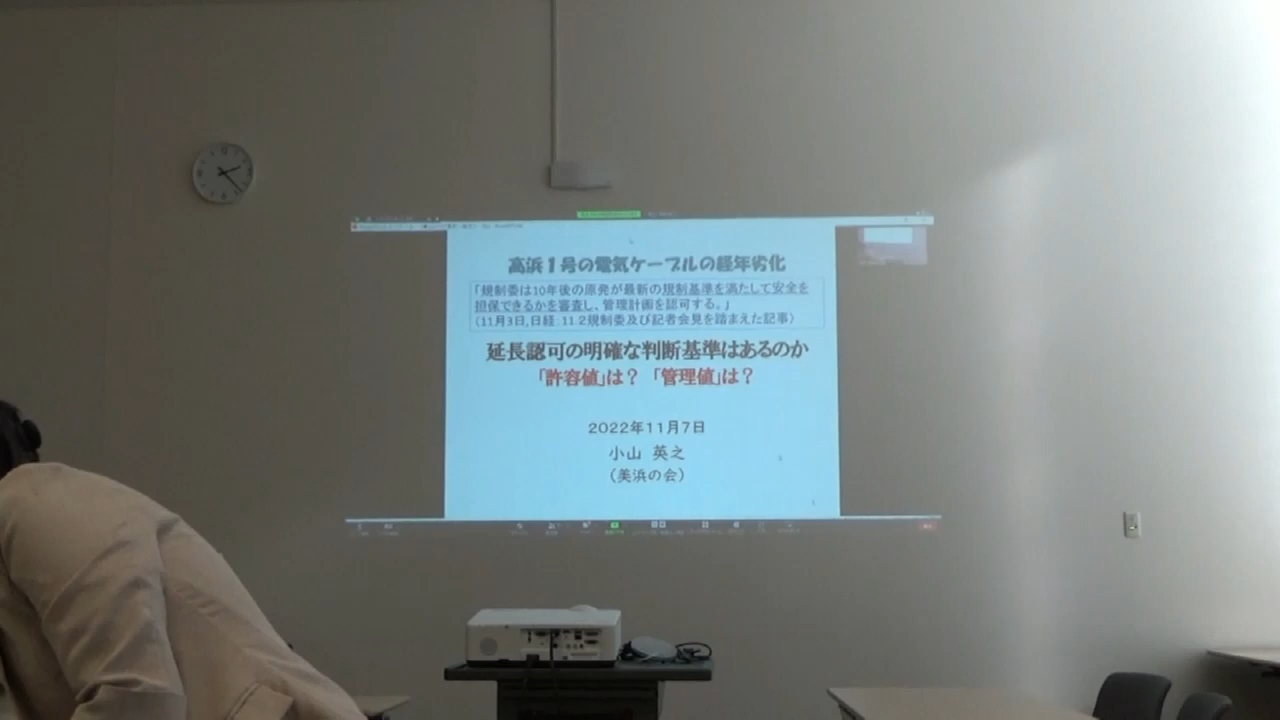 高浜１号の電気ケーブルの経年劣化
「規制委は10年後の原発が最新の規制基準を満たして安全を
担保できるかを審査し、管理計画を認可する。」
（11月3日,日経：11.2規制委及び記者会見を踏まえた記事）
延長認可の明確な判断基準はあるのか
「許容値」は？ 「管理値」は？
2022年11月7日
小山 英之
（美浜の会）